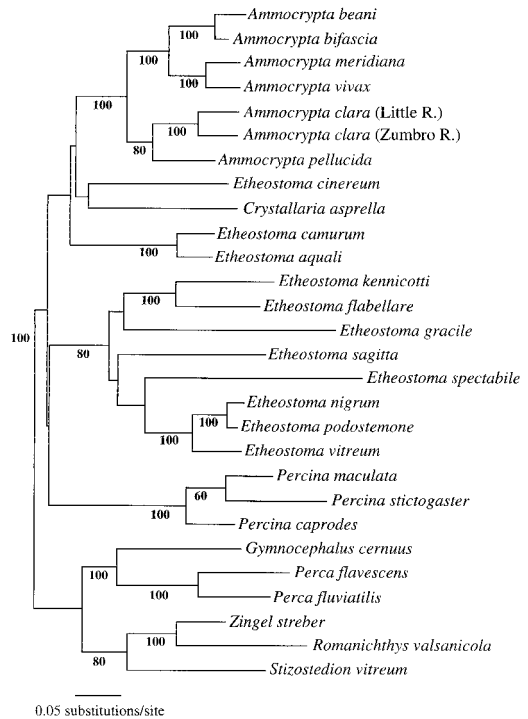 Ammocrypta beani
100
Ammocrypta bifascia
100
Ammocrypta meridiana
100
Ammocrypta vivax
100
Ammocrypta clara (Little R.)
100
Ammocrypta clara (Zumbro R.)
80
Ammocrypta pellucida
Etheostoma cinereum
Crystallaria asprella
Etheostoma camurum
100
Etheostoma aquali
Etheostoma kennicotti
100
Etheostoma flabellare
Etheostoma gracile
100
80
Etheostoma sagitta
Etheostoma spectabile
Etheostoma nigrum
100
Etheostoma podostemone
100
Etheostoma vitreum
Percina maculata
60
Percina stictogaster
100
Percina caprodes
Gymnocephalus cernuus
100
Perca flavescens
100
Perca fluviatilis
Zingel streber
100
Romanichthys valsanicola
80
Stizostedion vitreum
0.05 substitutions/site